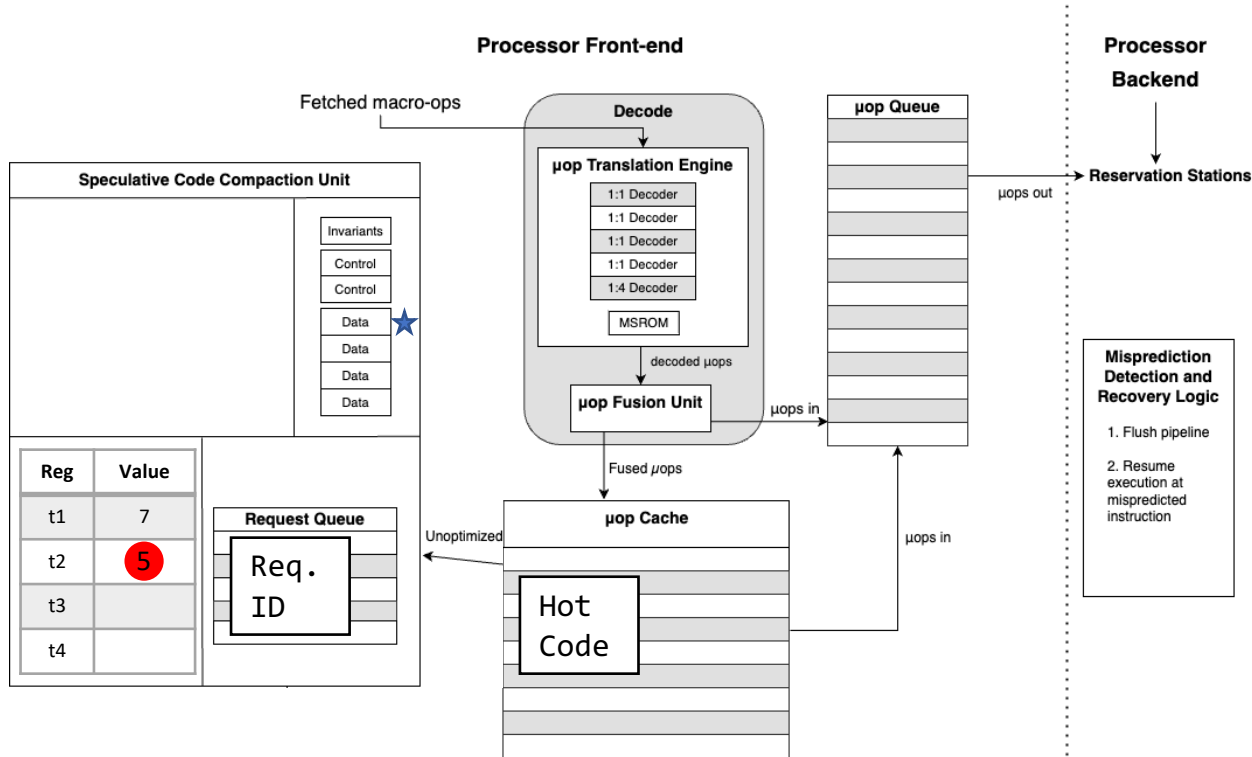 Processor Front-end
Processor
Backend
Fetched macro-ops
Decode
µop Translation Engine
1:1 Decoder
1:1 Decoder
1:1 Decoder
1:1 Decoder
1:4 Decoder
MSROM
decoded µops
µop Fusion Unit
µops in
Fused µops
µop Queue
µops out
Reservation Stations
Speculative Code Compaction Unit
Invariants
Control
Control
Data
Data
Data
Data
Reg Value
t1 7
t2 5
t3
t4
Request Queue
Req.
ID
Unoptimized
µop Cache
Hot
Code
µops in
Misprediction
Detection and
Recovery Logic
1. Flush pipeline
2. Resume
execution at
mispredicted
instruction